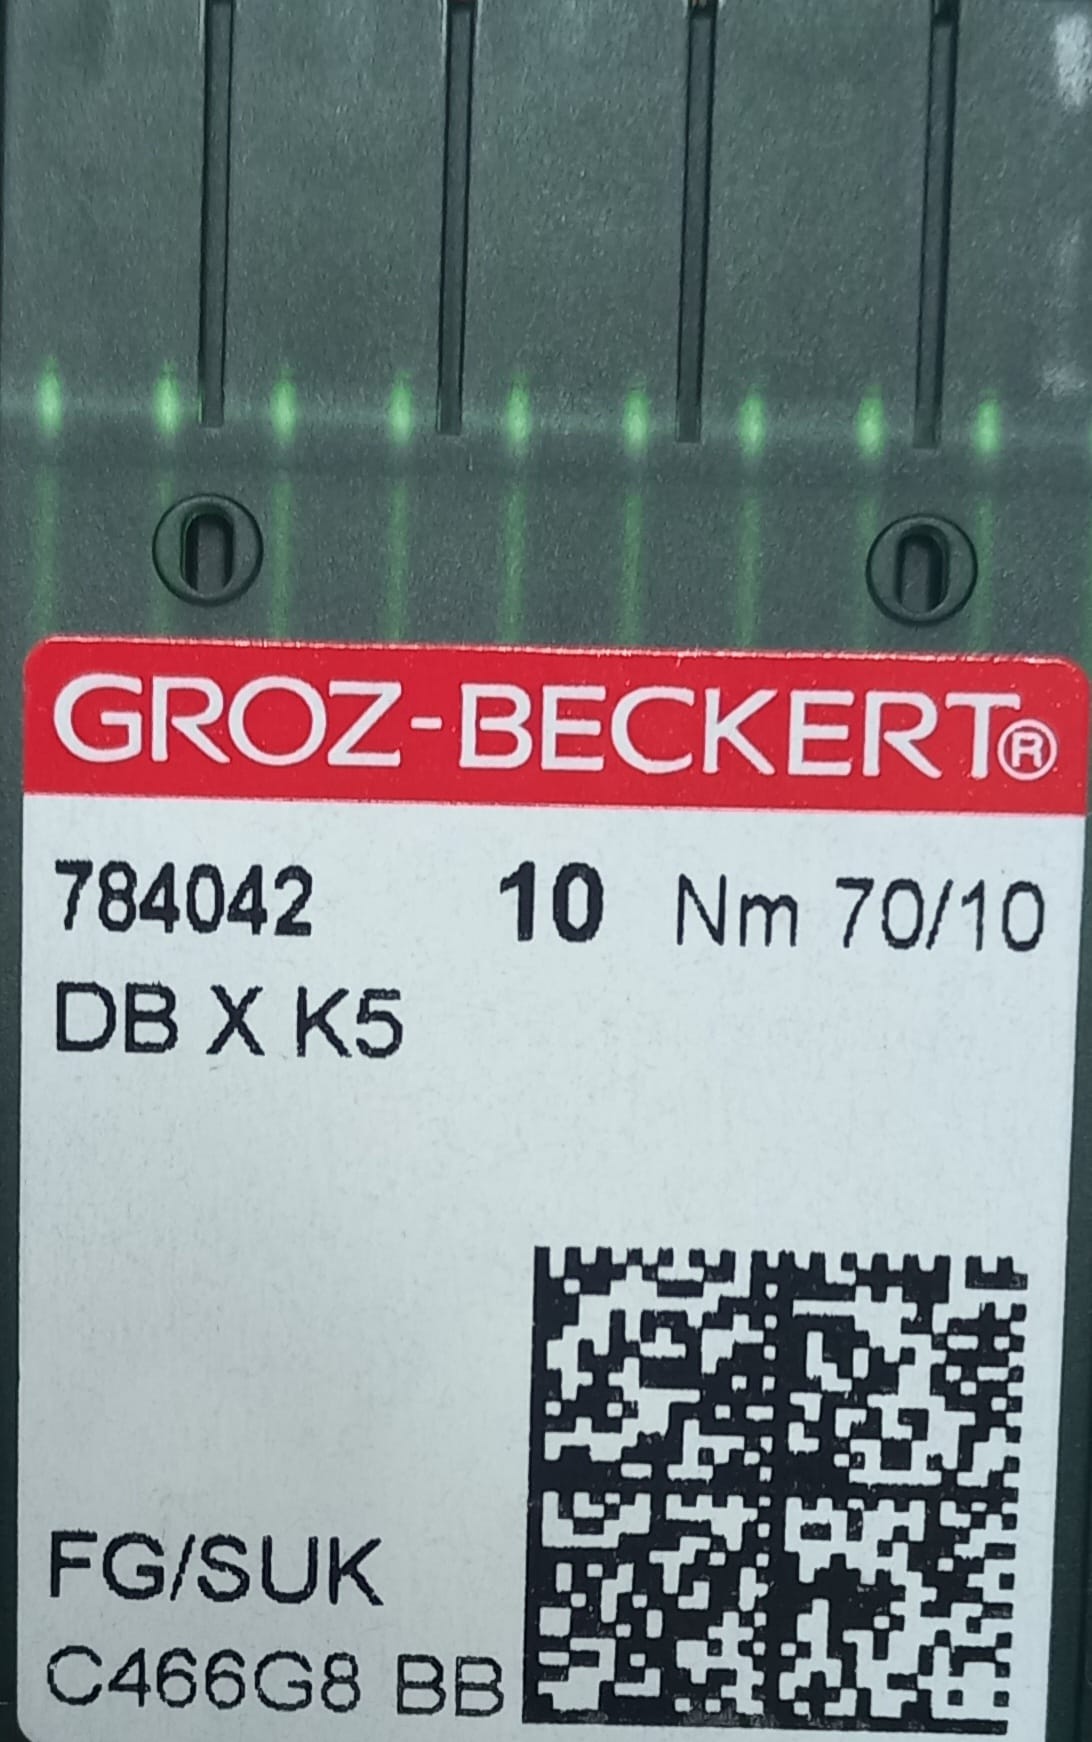 GROZ-BECKERT®
784042 10 Nm 70/10
DB X K5
FG/SUK
C466G8 BB